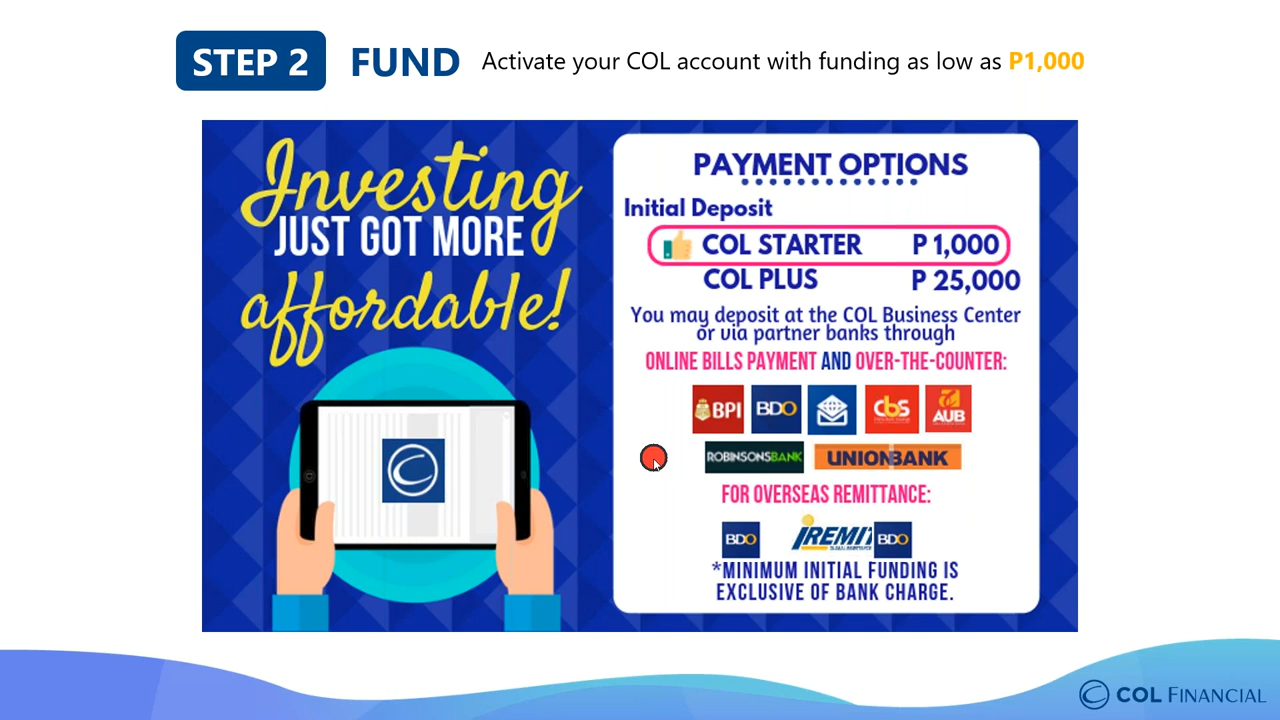 STEP 2 FUND Activate your COL account with funding as low as P1,000
Investing
JUST GOT MORE
affordable!
PAYMENT OPTIONS
Initial Deposit
COL STARTER P 1,000
COL PLUS P 25,000
You may deposit at the COL Business Center
or via partner banks through
ONLINE BILLS PAYMENT AND OVER-THE-COUNTER:
BPI BDO cbs AUB
ROBINSONSBANK UNIONBANK
FOR OVERSEAS REMITTANCE:
BDO iREMIT BDO
*MINIMUM INITIAL FUNDING IS
EXCLUSIVE OF BANK CHARGE.
COL FINANCIAL